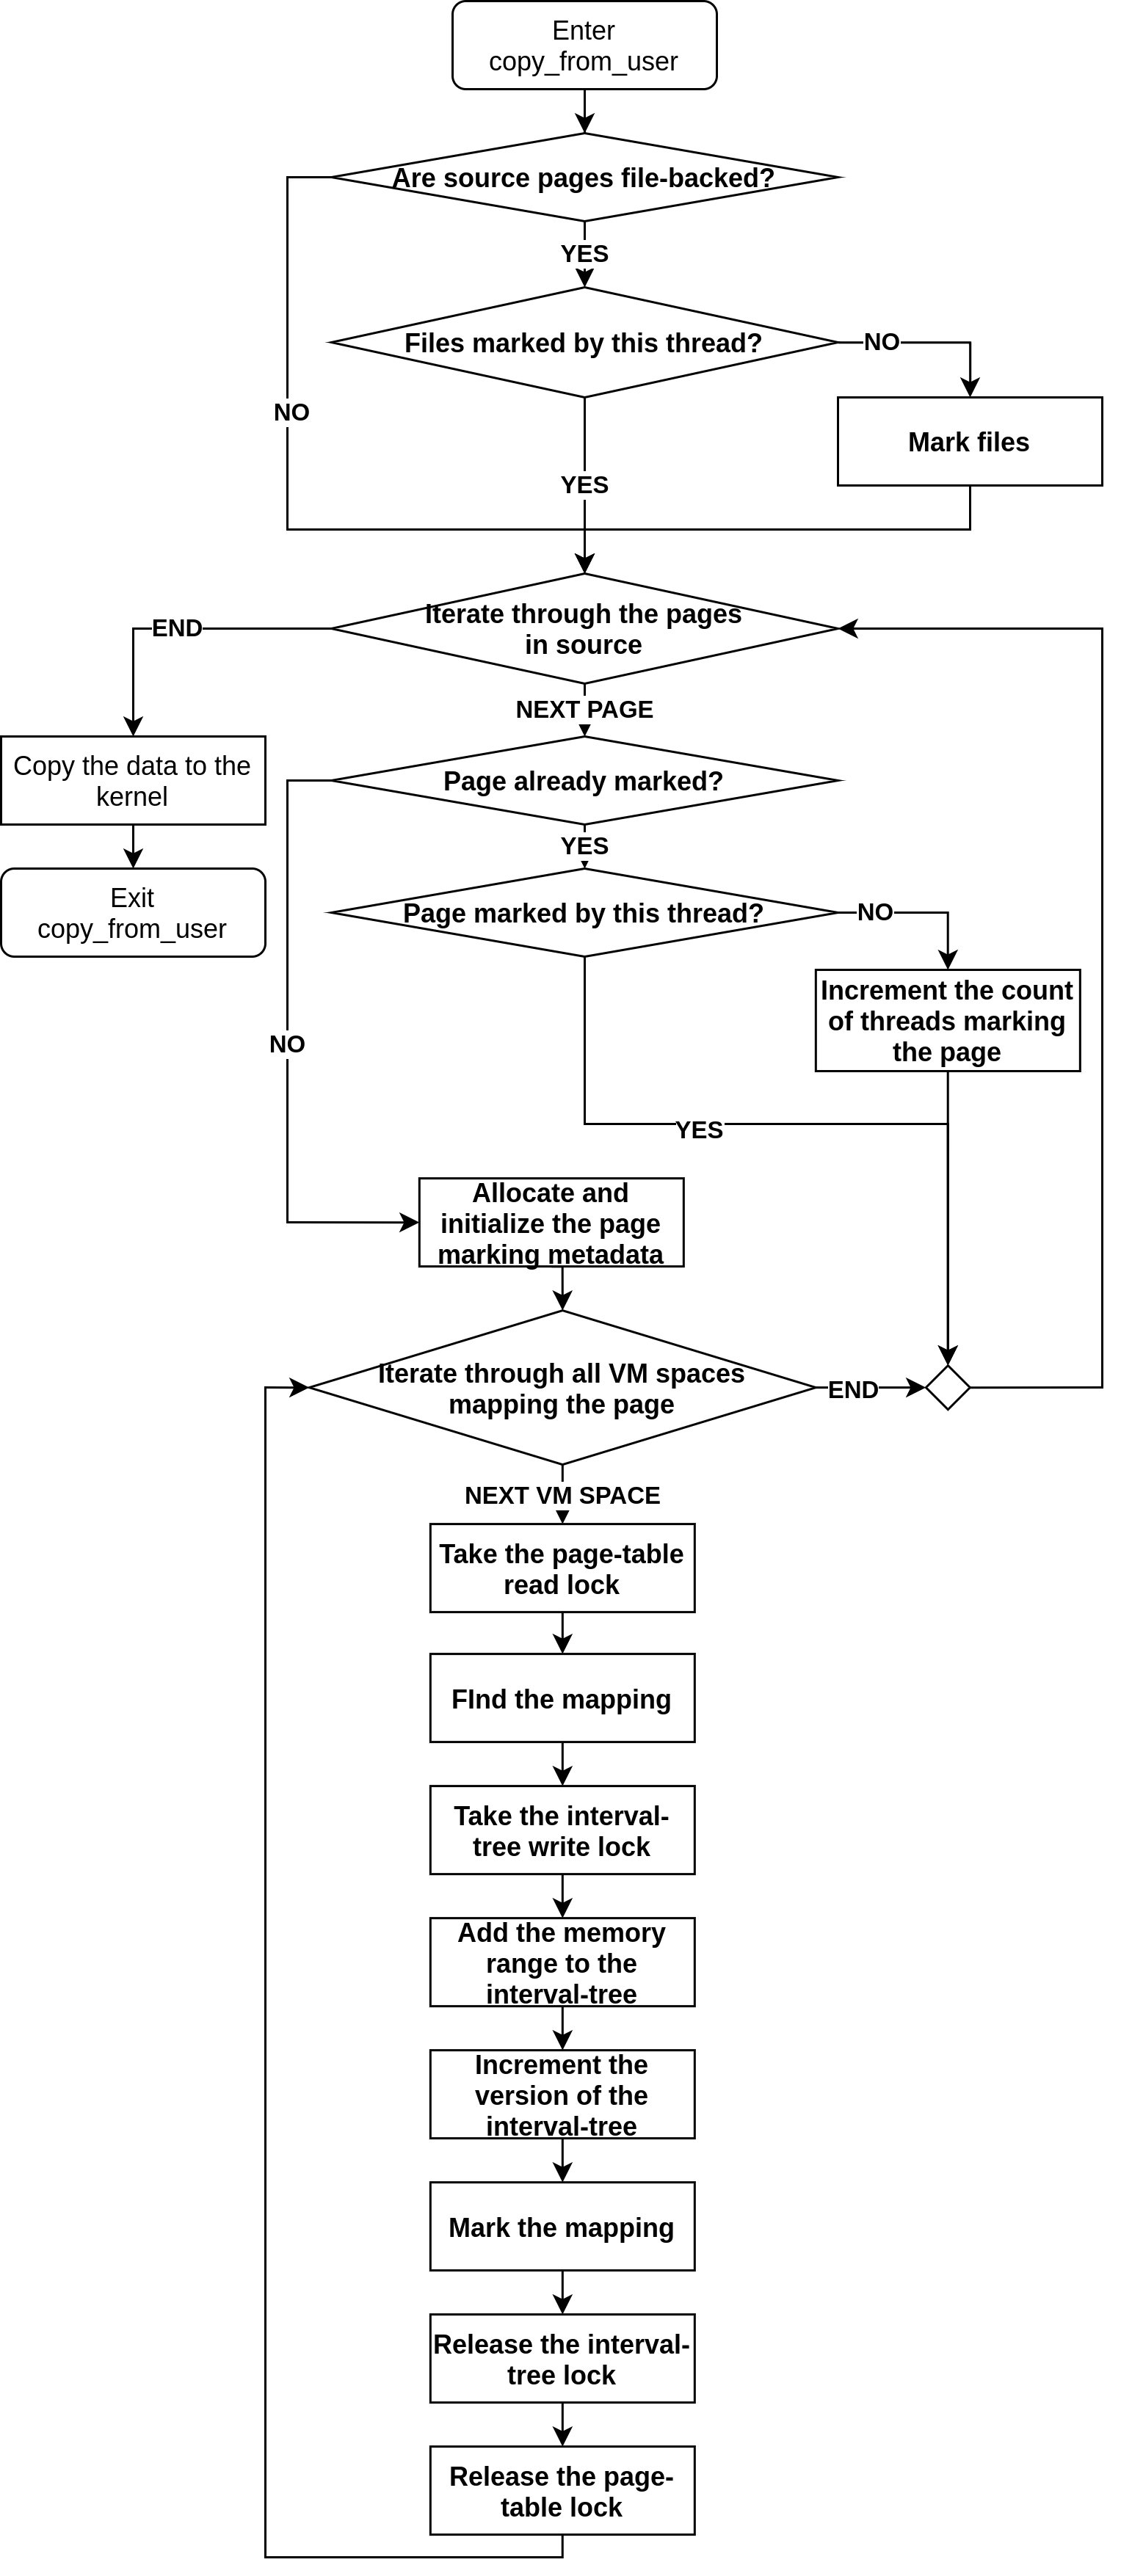 Enter
copy_from_user
Are source pages file-backed?
YES
Files marked by this thread?
NO
NO
Mark files
YES
Iterate through the pages
in source
END
NEXT PAGE
Copy the data to the
kernel
Page already marked?
YES
Exit
copy_from_user
Page marked by this thread?
NO
Increment the count
of threads marking
the page
NO
YES
Allocate and
initialize the page
marking metadata
Iterate through all VM spaces
mapping the page
END
NEXT VM SPACE
Take the page-table
read lock
FInd the mapping
Take the interval-
tree write lock
Add the memory
range to the
interval-tree
Increment the
version of the
interval-tree
Mark the mapping
Release the interval-
tree lock
Release the page-
table lock